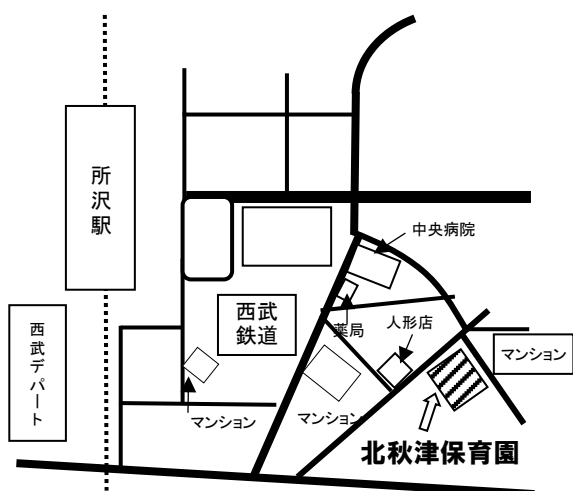 所沢駅
中央病院
西武
鉄道
薬局
人形店
西武デパート
マンション
マンション
マンション
北秋津保育園